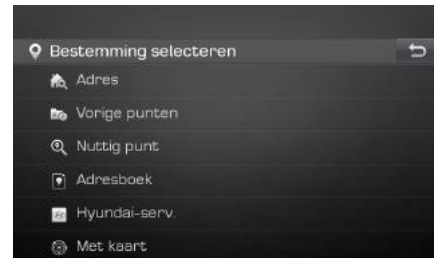 Bestemming selecteren
Adres
Vorige punten
Nuttig punt
Adresboek
Hyundai-serv.
Met kaart